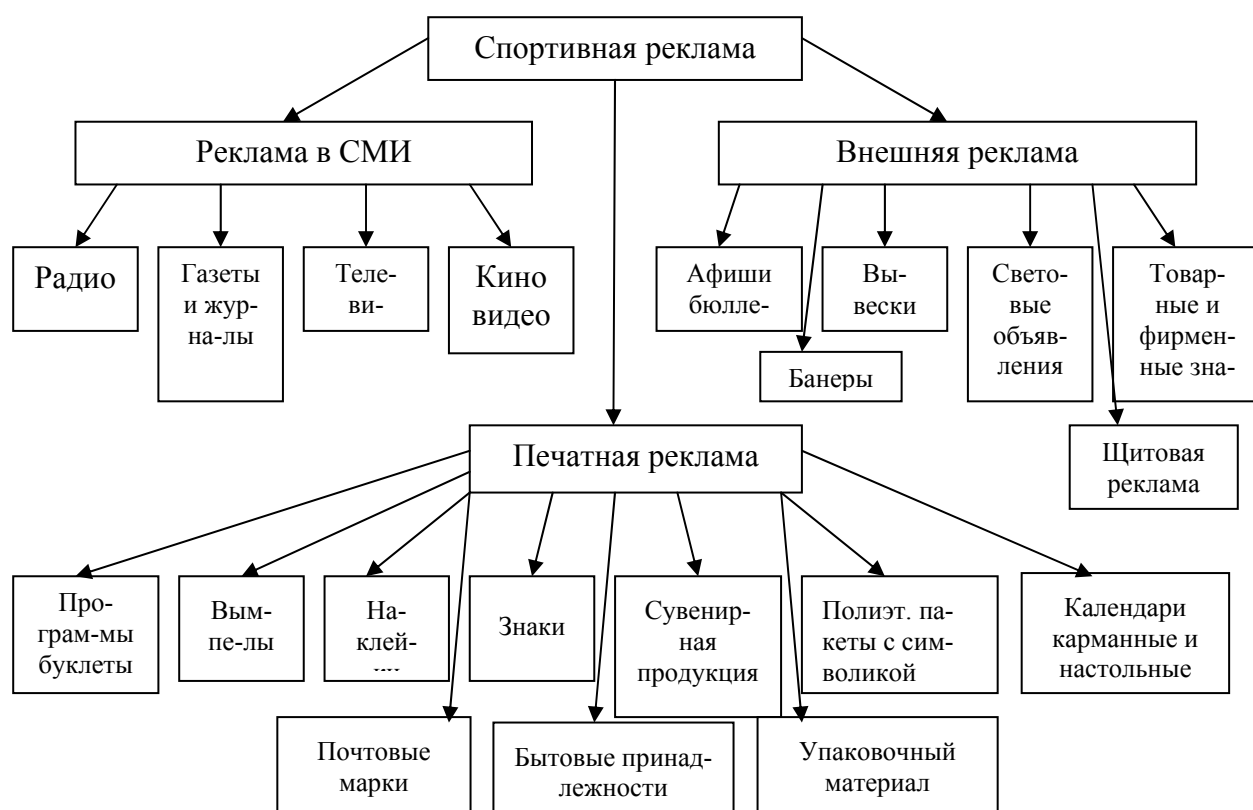 Спортивная реклама
Реклама в СМИ
Внешняя реклама
Радио
Газеты
и жур-
на-лы
Теле-
ви-
Кино
видео
Афиши
бюлле-
Вы-
вески
Свето-
вые
объяв-
ления
Товар-
ные и
фирмен-
ные зна-
Банеры
Печатная реклама
Щитовая
реклама
Про-
грам-мы
буклеты
Вым-
пе-лы
На-
клей-
Знаки
Сувенир-
ная
продукция
Полиэт. па-
кеты с сим-
воликой
Календари
карманные и
настольные
Почтовые
марки
Бытовые принад-
лежности
Упаковочный
материал